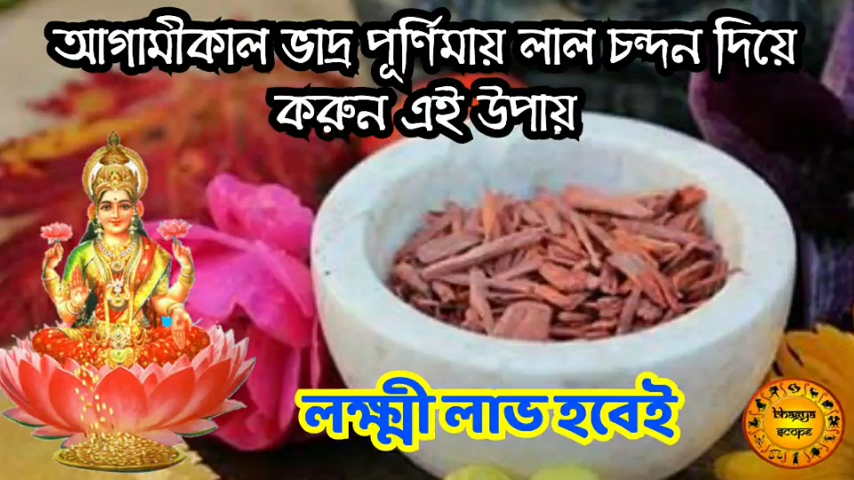 আগামীকাল ভাদ্র পূর্ণিমায় লাল চন্দন দিয়ে
করুন এই উপায়
লক্ষ্মী লাভ হবেই
bhagya
scope